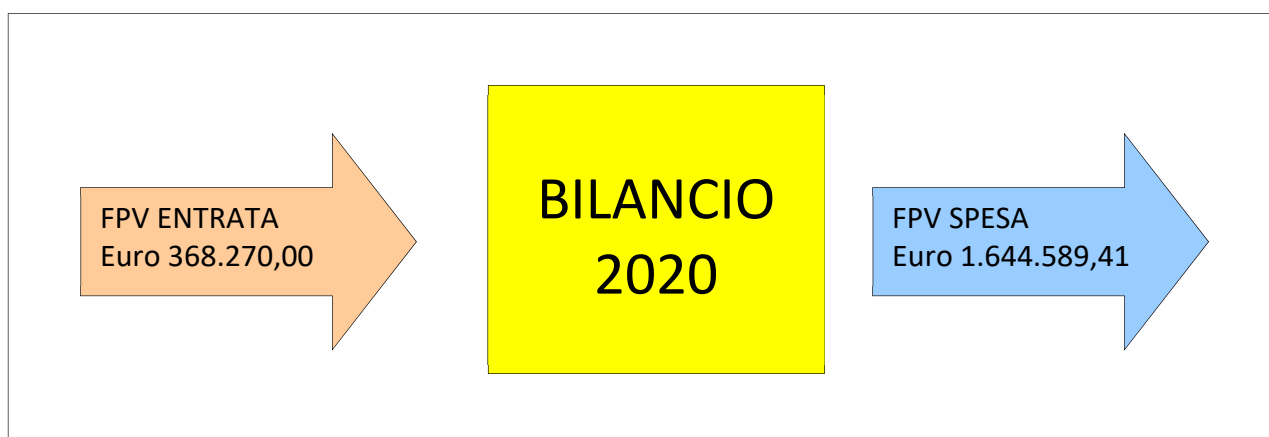 FPV ENTRATA
Euro 368.270,00
BILANCIO
2020
FPV SPESA
Euro 1.644.589,41